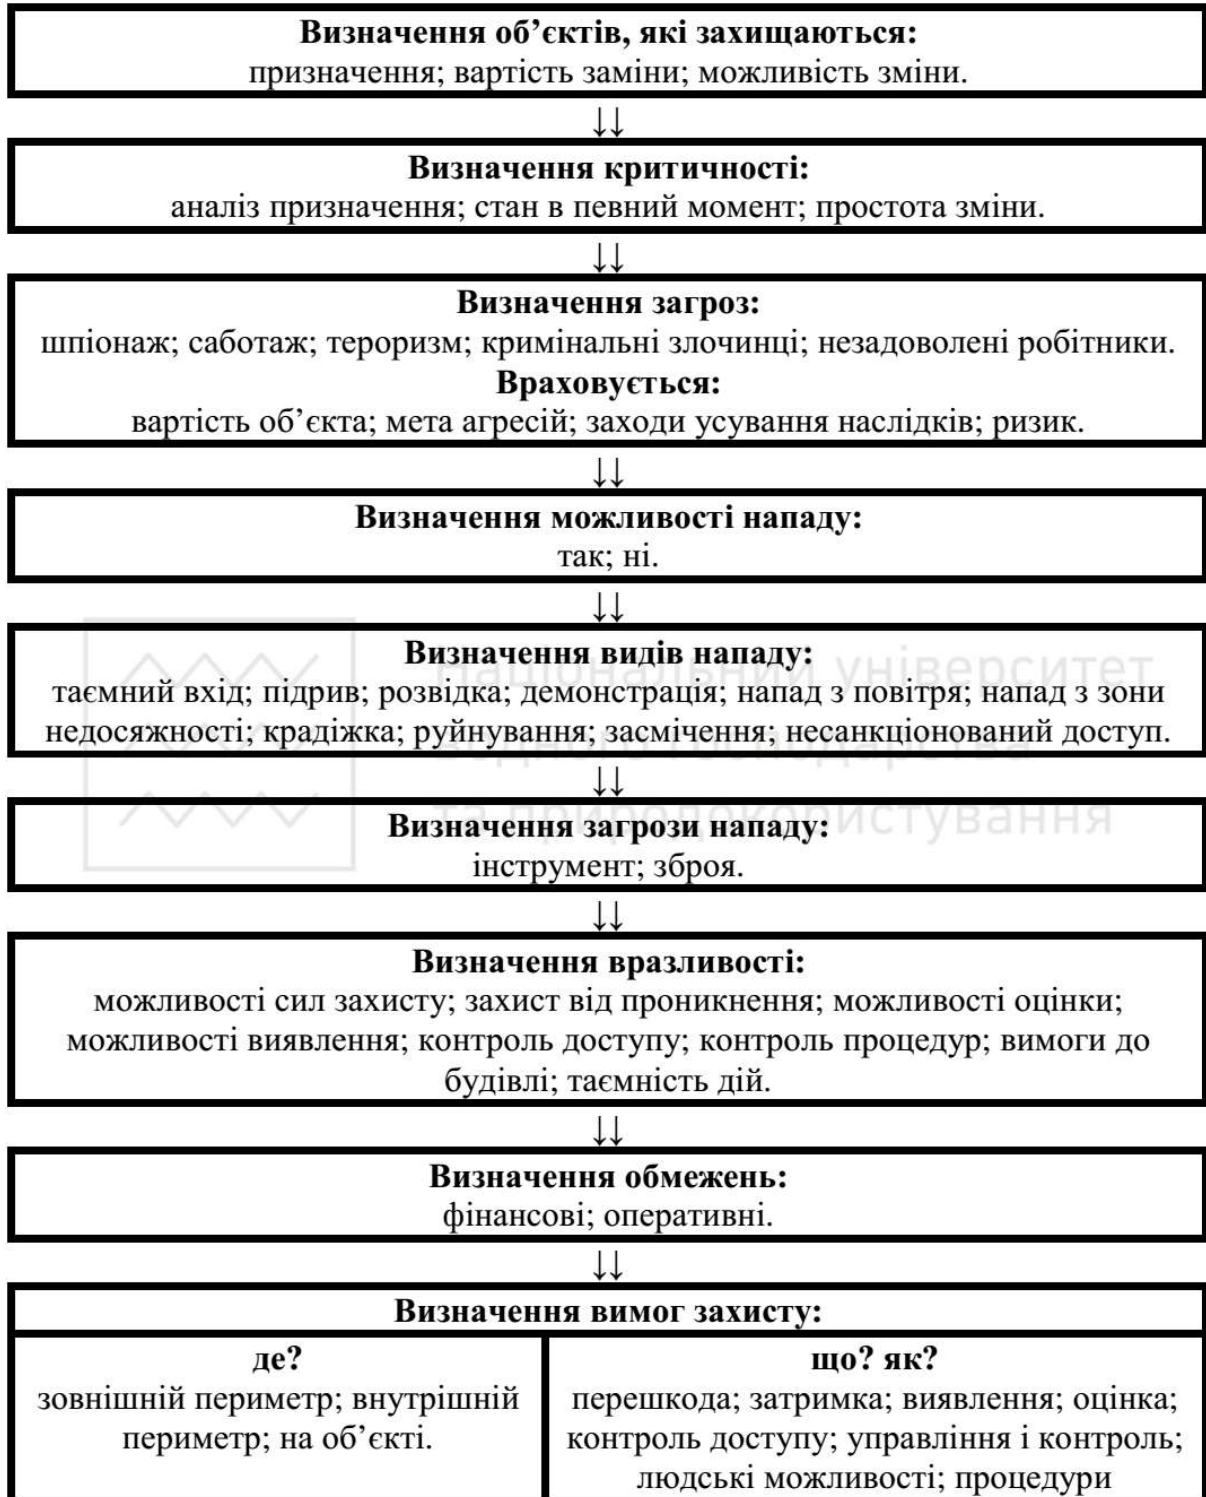 Визначення об’єктів, які захищаються:
призначення; вартість заміни; можливість зміни.
↓↓
Визначення критичності:
аналіз призначення; стан в певний момент; простота зміни.
↓↓
Визначення загроз:
шпіонаж; саботаж; тероризм; кримінальні злочинці; незадоволені робітники.
Враховується:
вартість об’єкта; мета агресій; заходи усування наслідків; ризик.
↓↓
Визначення можливості нападу:
так; ні.
↓↓
Національний університет
Визначення видів нападу:
таємний вхід; підрив; розвідка; демонстрація; напад з повітря; напад з зони
недосяжності; крадіжка; руйнування; засмічення; несанкціонований доступ.
водного господарства
↓↓
та природокористування
Визначення загрози нападу:
інструмент; зброя.
↓↓
Визначення вразливості:
можливості сил захисту; захист від проникнення; можливості оцінки;
можливості виявлення; контроль доступу; контроль процедур; вимоги до
будівлі; таємність дій.
↓↓
Визначення обмежень:
фінансові; оперативні.
↓↓
Визначення вимог захисту:
де?
зовнішній периметр; внутрішній
периметр; на об’єкті.
що? як?
перешкода; затримка; виявлення; оцінка;
контроль доступу; управління і контроль;
людські можливості; процедури